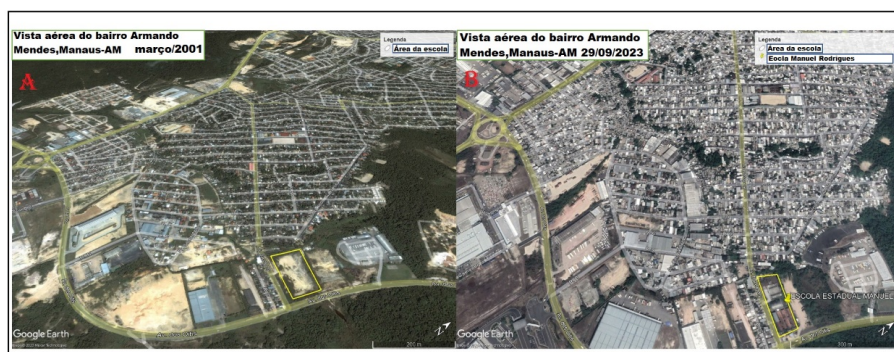 Vista aérea do bairro Armando
Mendes,Manaus-AM março/2001
Legenda
Área da escola
A
Google Earth
200 m
N
Vista aérea do bairro Armando
Mendes,Manaus-AM 29/09/2023
Legenda
Área da escola
Eocia Manuel Rodrigues
B
ESCOLA ESTADUAL MANUEL
Google Earth
N